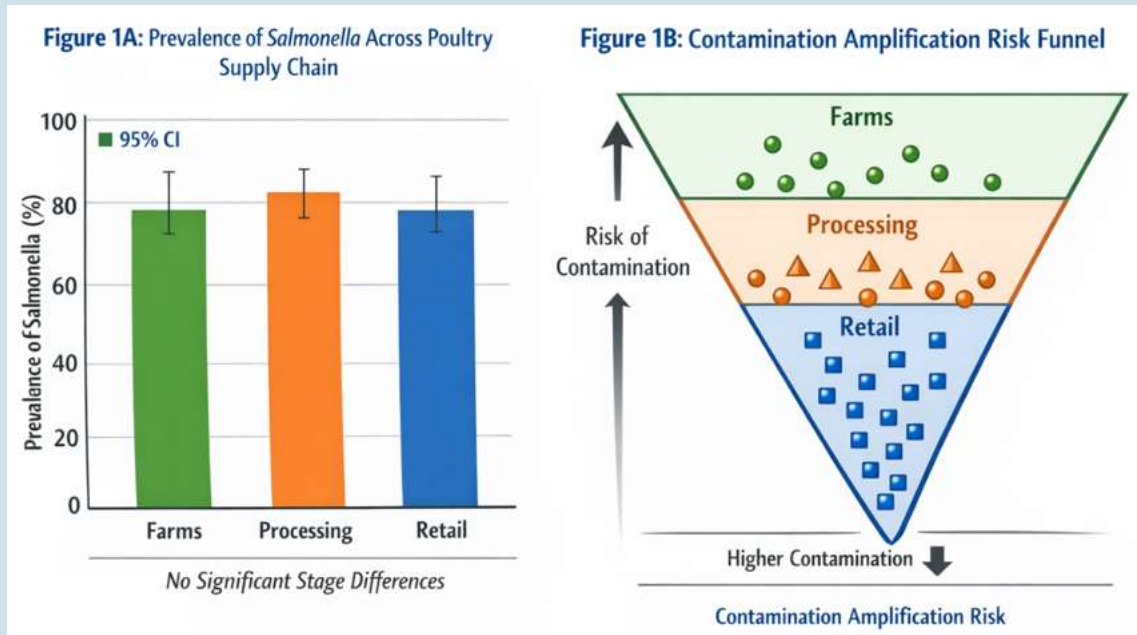 Figure 1A: Prevalence of Salmonella Across Poultry
Supply Chain
100
95% CI
80
60
40
20
0
Prevalence of Salmonella (%)
Farms
Processing
Retail
No Significant Stage Differences
Figure 1B: Contamination Amplification Risk Funnel
Farms
Processing
Retail
Risk of
Contamination
Higher Contamination
Contamination Amplification Risk